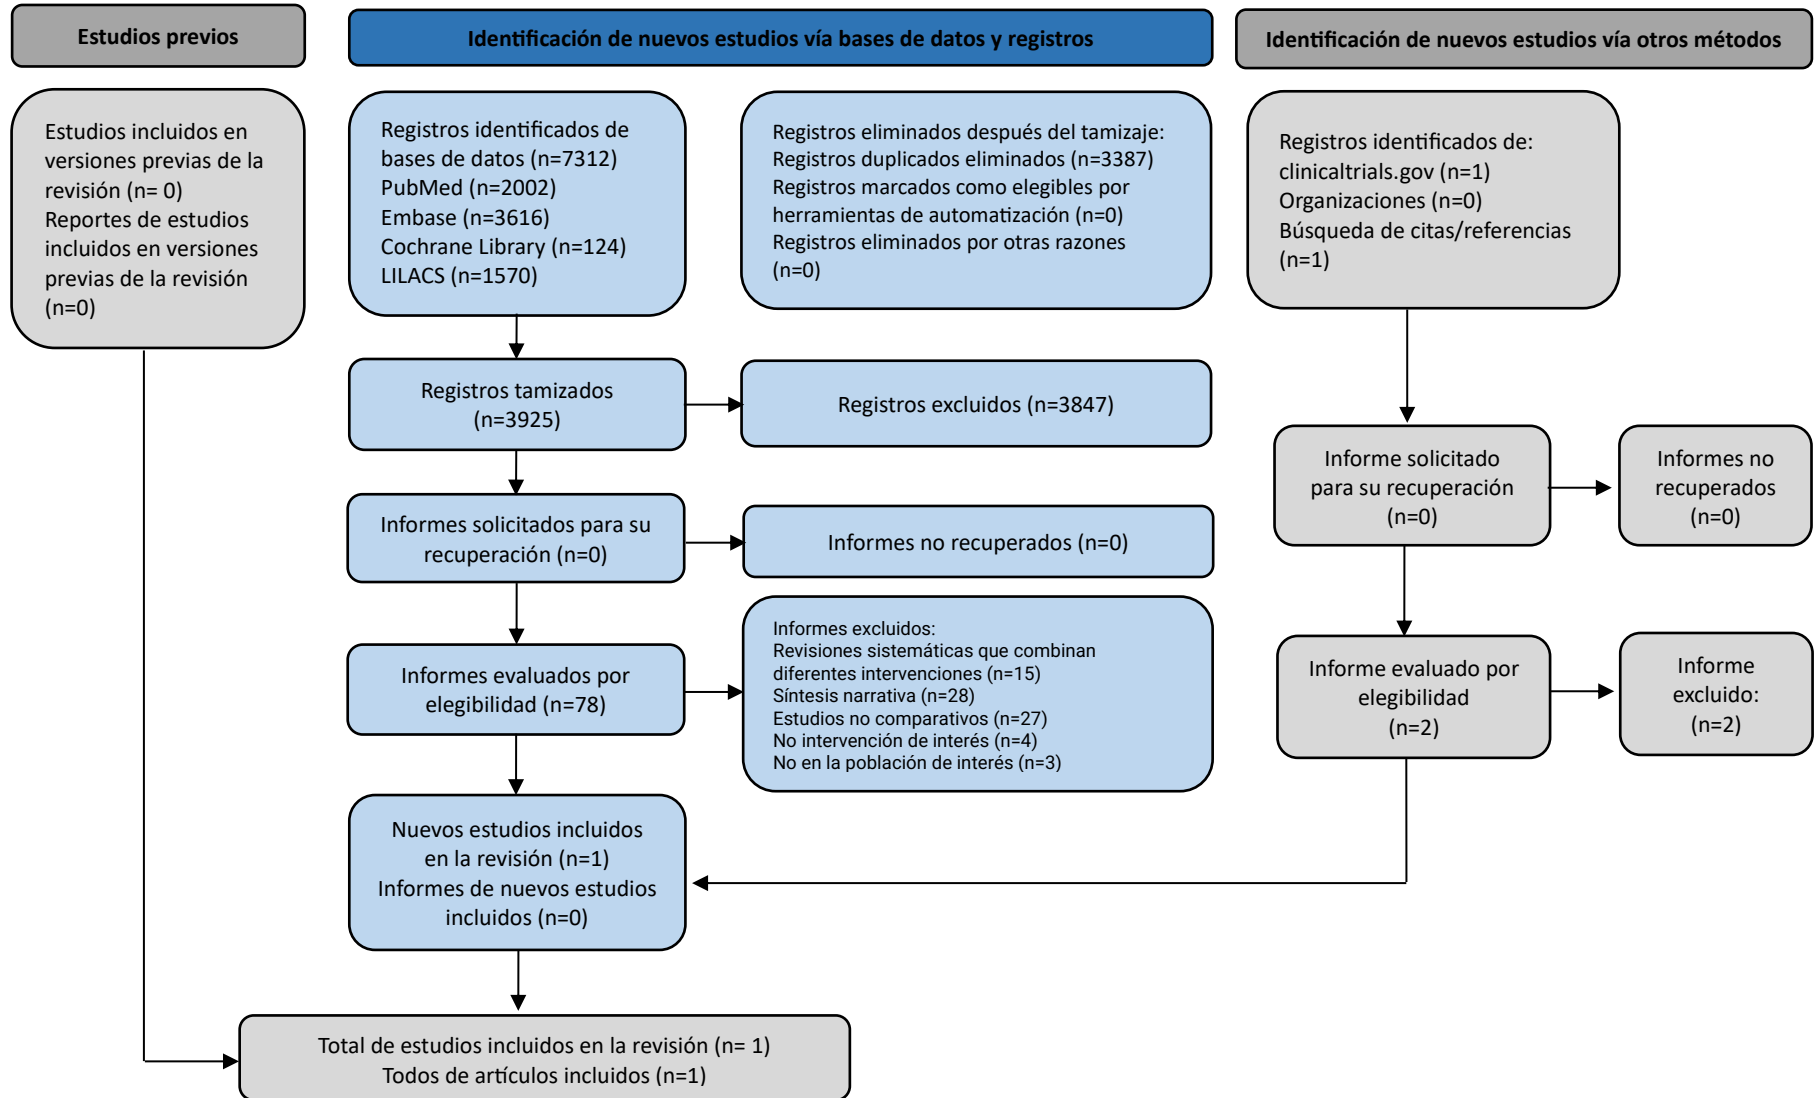 Estudios previos
Identificación de nuevos estudios vía bases de datos y registros
Identificación de nuevos estudios vía otros métodos
Estudios incluidos en
versiones previas de la
revisión (n= 0)
Reportes de estudios
incluidos en versiones
previas de la revisión
(n=0)
Registros identificados de
bases de datos (n=7312)
PubMed (n=2002)
Embase (n=3616)
Cochrane Library (n=124)
LILACS (n=1570)
Registros eliminados después del tamizaje:
Registros duplicados eliminados (n=3387)
Registros marcados como elegibles por
herramientas de automatización (n=0)
Registros eliminados por otras razones
(n=0)
Registros identificados de:
clinicaltrials.gov (n=1)
Organizaciones (n=0)
Búsqueda de citas/referencias
(n=1)
Registros tamizados
(n=3925)
Registros excluidos (n=3847)
Informe solicitado
para su recuperación
(n=0)
Informes no
recuperados
(n=0)
Informes solicitados para su
recuperación (n=0)
Informes no recuperados (n=0)
Informes evaluados por
elegibilidad (n=78)
Informes excluidos:
Revisiones sistemáticas que combinan
diferentes intervenciones (n=15)
Síntesis narrativa (n=28)
Estudios no comparativos (n=27)
No intervención de interés (n=4)
No en la población de interés (n=3)
Informe evaluado por
elegibilidad
(n=2)
Informe
excluido:
(n=2)
Nuevos estudios incluidos
en la revisión (n=1)
Informes de nuevos estudios
incluidos (n=0)
Total de estudios incluidos en la revisión (n= 1)
Todos de artículos incluidos (n=1)